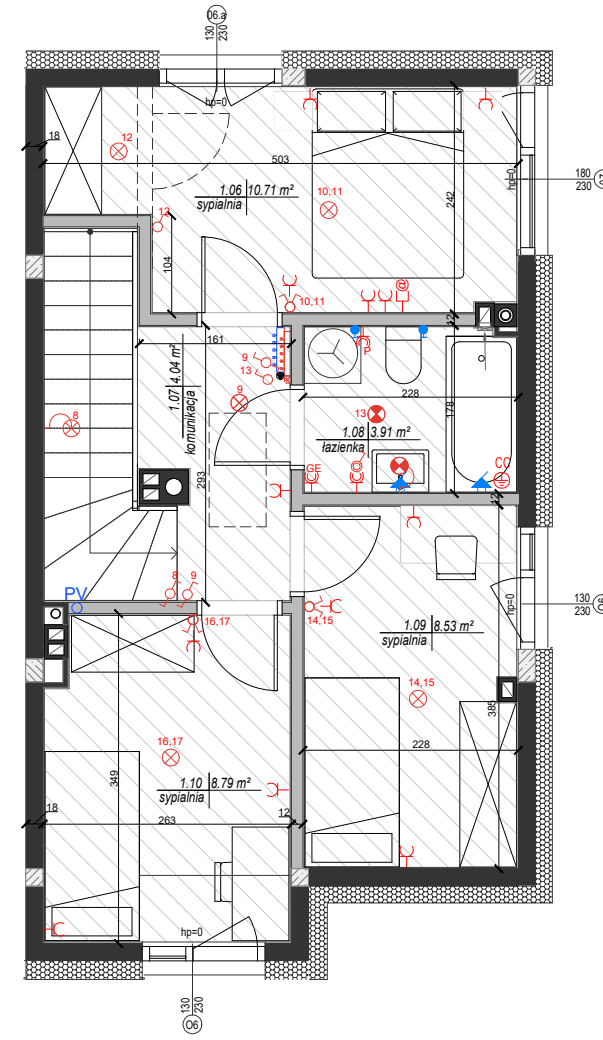 06.a
130
230
hp=0
18
12
503
180
230
hp=0
1.06 10.71 m²
sypialnia
10,11
242
13
104
@
10,11
12
161
9
13
P
1.07 4.04 m²
komunikacja
9
228
178
13
1.08 3.91 m²
łazienka
8
GE
CC
293
12
130
230
hp=0
8
9
PV
16,17
14,15
1.09 8.53 m²
sypialnia
14,15
385
16,17
228
349
1.10 8.79 m²
sypialnia
18
263
12
hp=0
130
230
O6